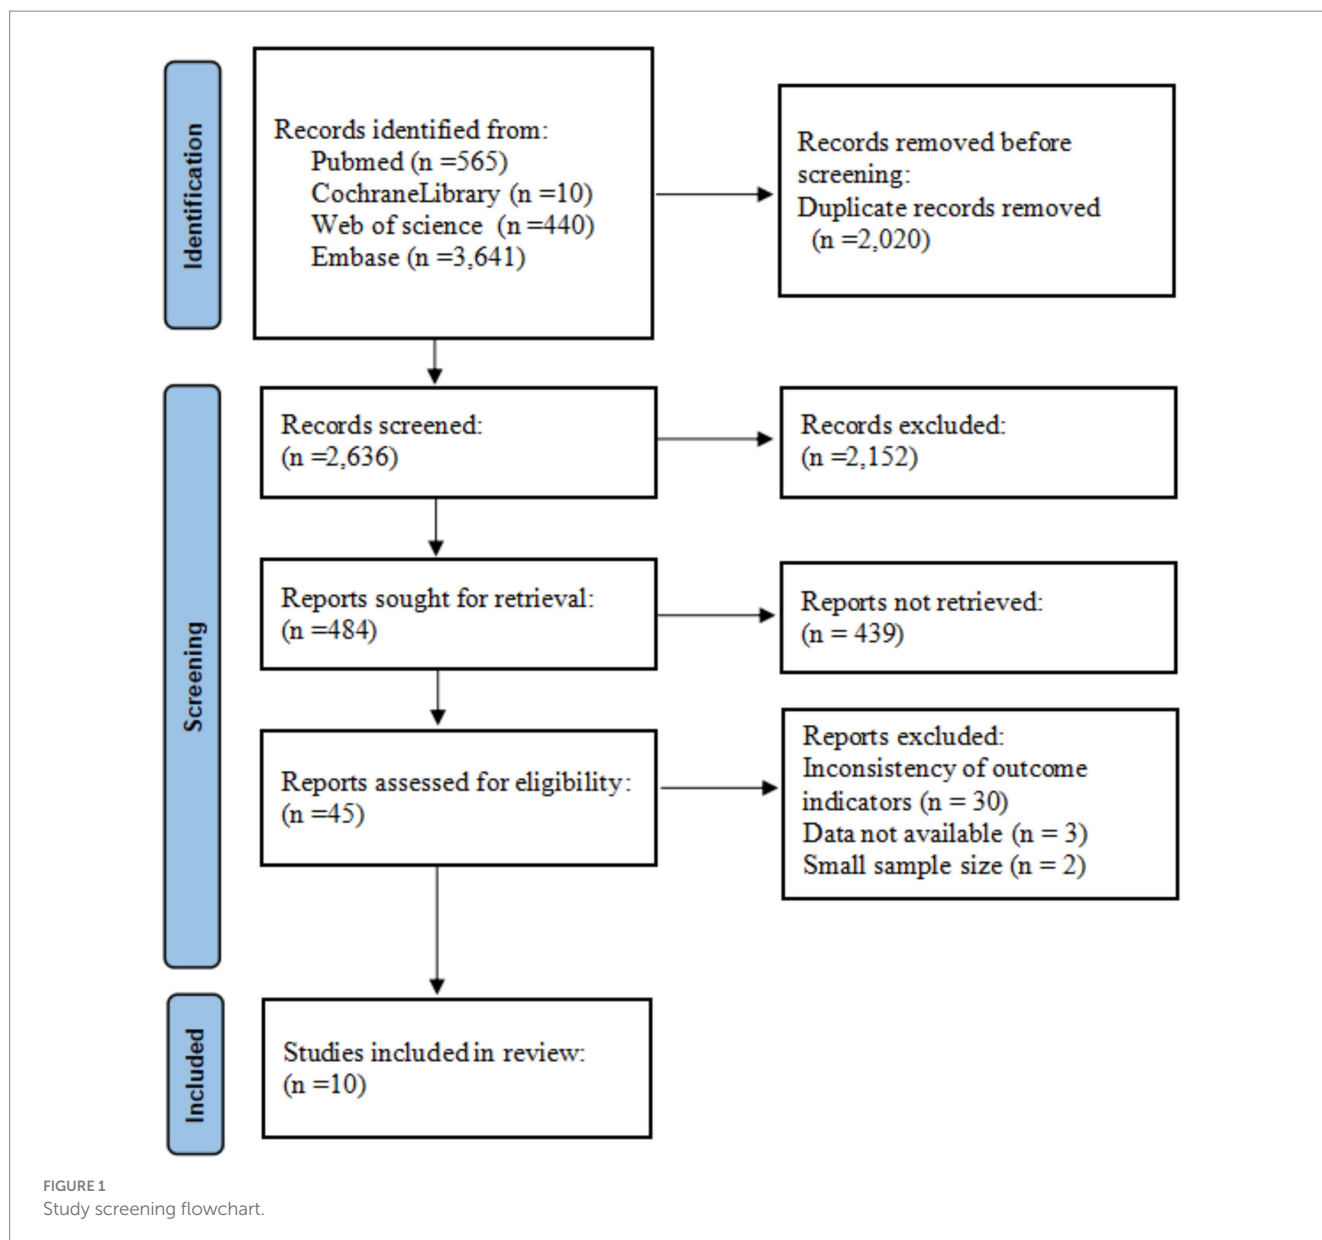 Identification
Records identified from:
Pubmed (n =565)
CochraneLibrary (n =10)
Web of science (n =440)
Embase (n =3,641)
Records removed before
screening:
Duplicate records removed
(n =2,020)
Screening
Records screened:
(n =2,636)
Records excluded:
(n =2,152)
Reports sought for retrieval:
(n =484)
Reports not retrieved:
(n = 439)
Reports assessed for eligibility:
(n =45)
Reports excluded:
Inconsistency of outcome
indicators (n = 30)
Data not available (n = 3)
Small sample size (n = 2)
Included
Studies included in review:
(n =10)
FIGURE 1
Study screening flowchart.